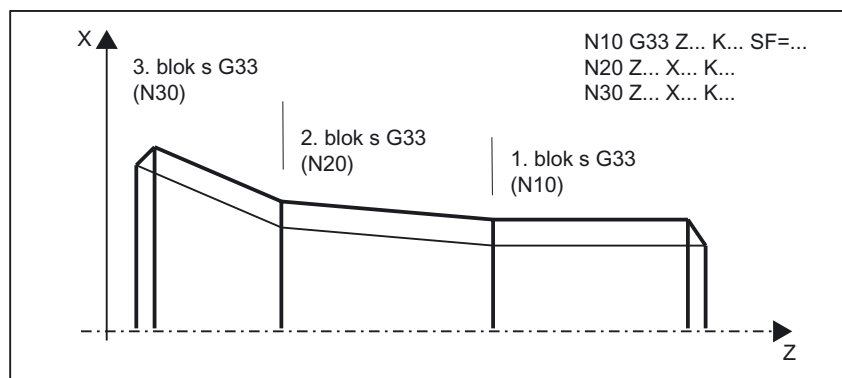 X
3. blok s G33
(N30)
2. blok s G33
(N20)
1. blok s G33
(N10)
N10 G33 Z... K... SF=...
N20 Z... X... K...
N30 Z... X... K...
Z